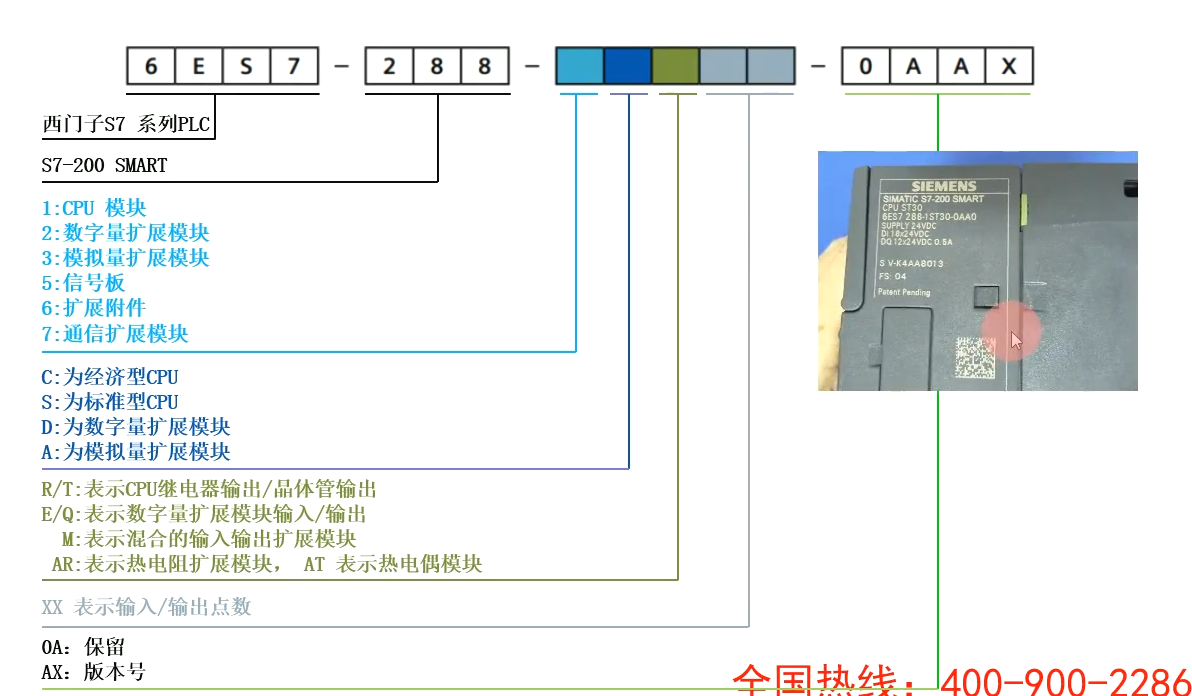 6ES7-288-     -0AAX
西门子S7 系列PLC
S7-200 SMART
1:CPU 模块
2:数字量扩展模块
3:模拟量扩展模块
5:信号板
6:扩展附件
7:通信扩展模块
C:为经济型CPU
S:为标准型CPU
D:为数字量扩展模块
A:为模拟量扩展模块
R/T:表示CPU继电器输出/晶体管输出
E/Q:表示数字量扩展模块输入/输出
M:表示混合的输入输出扩展模块
AR:表示热电阻扩展模块， AT 表示热电偶模块
XX 表示输入/输出点数
0A: 保留
AX: 版本号
SIEMENS
SIMATIC S7-200 SMART
CPU ST30
6ES7 288-1ST30-0AA0
SUPPLY 24VDC
DI 18x24VDC
DQ 12x24VDC 0.5A
S V-K4AA8013
FS: 04
Patent Pending
全国热线：400-900-2286